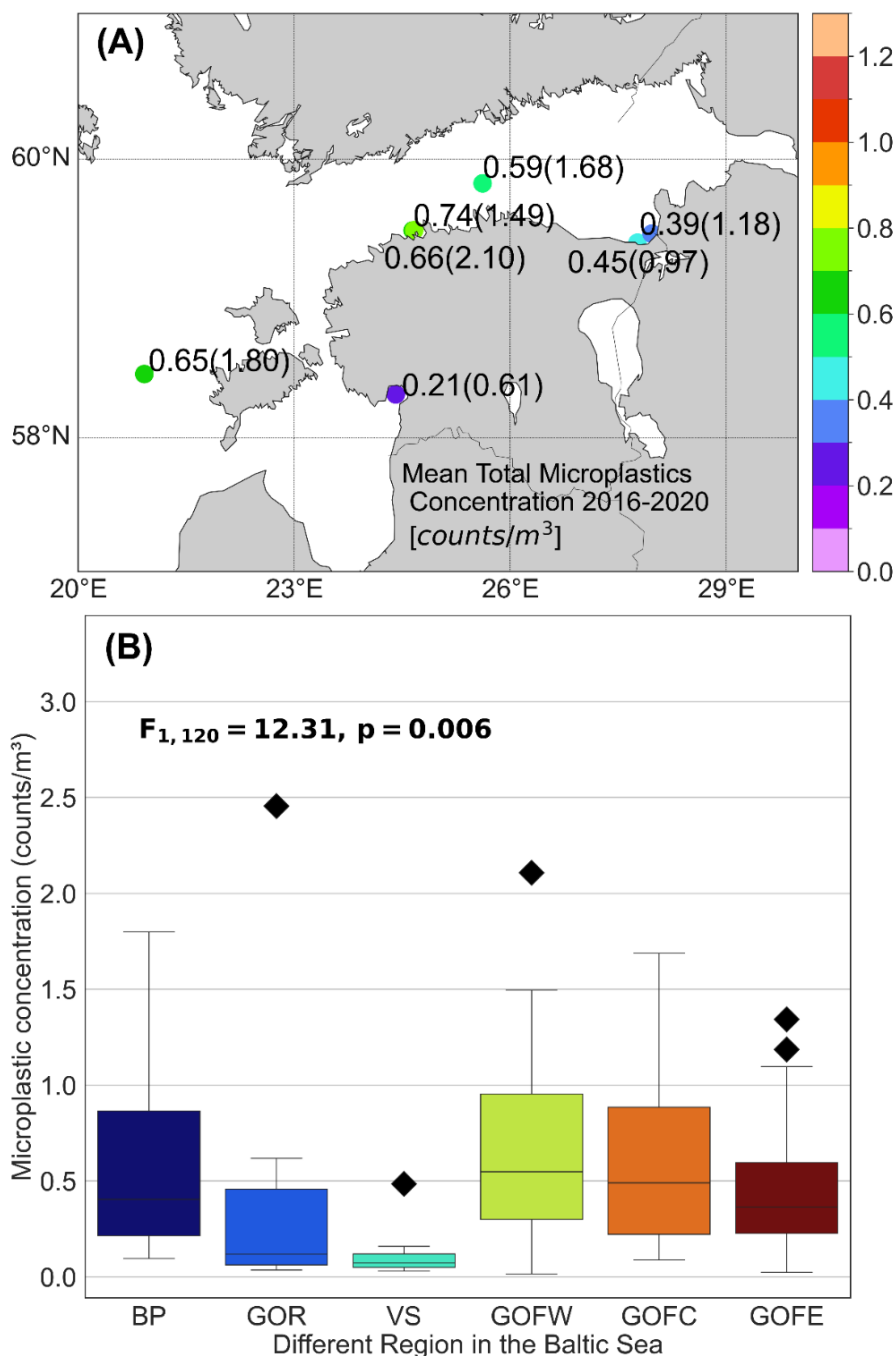 (A)
60°N
58°N
0.59(1.68)
0.74(1.49)
0.66(2.10)
0.39(1.18)
0.45(0.97)
0.65(1.80)
0.21(0.61)
Mean Total Microplastics
Concentration 2016-2020
[counts/m³]
20°E 23°E 26°E 29°E
1.2
1.0
0.8
0.6
0.4
0.2
0.0
(B)
F1, 120 = 12.31, p = 0.006
Microplastic concentration (counts/m³)
3.0
2.5
2.0
1.5
1.0
0.5
0.0
BP GOR VS GOFW GOFC GOFE
Different Region in the Baltic Sea